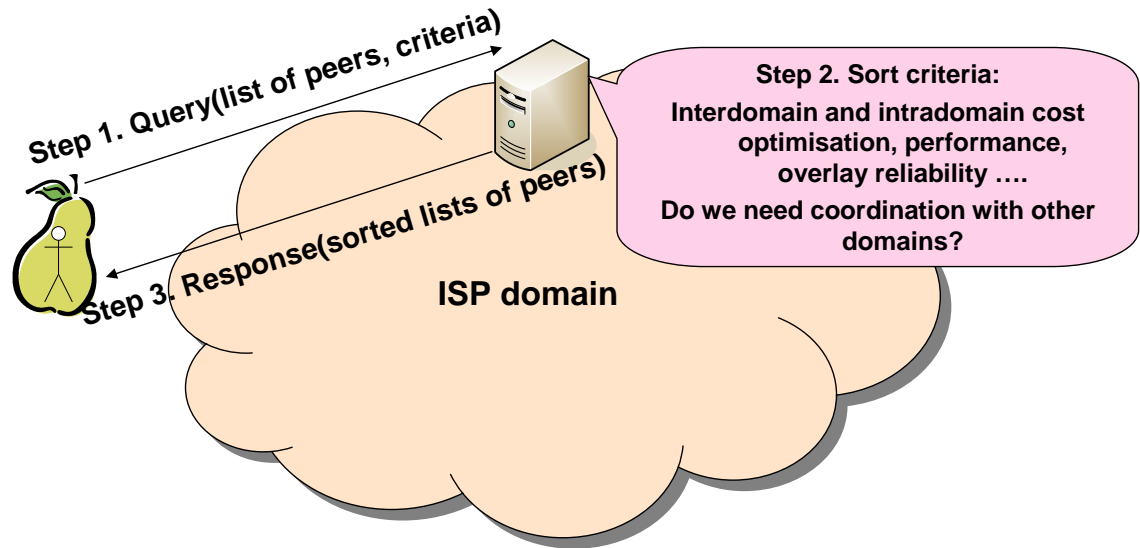 Step 1. Query(list of peers, criteria)
Step 2. Sort criteria:
Interdomain and intradomain cost
optimisation, performance,
overlay reliability ….
Do we need coordination with other
domains?
Step 3. Response(sorted lists of peers)
ISP domain